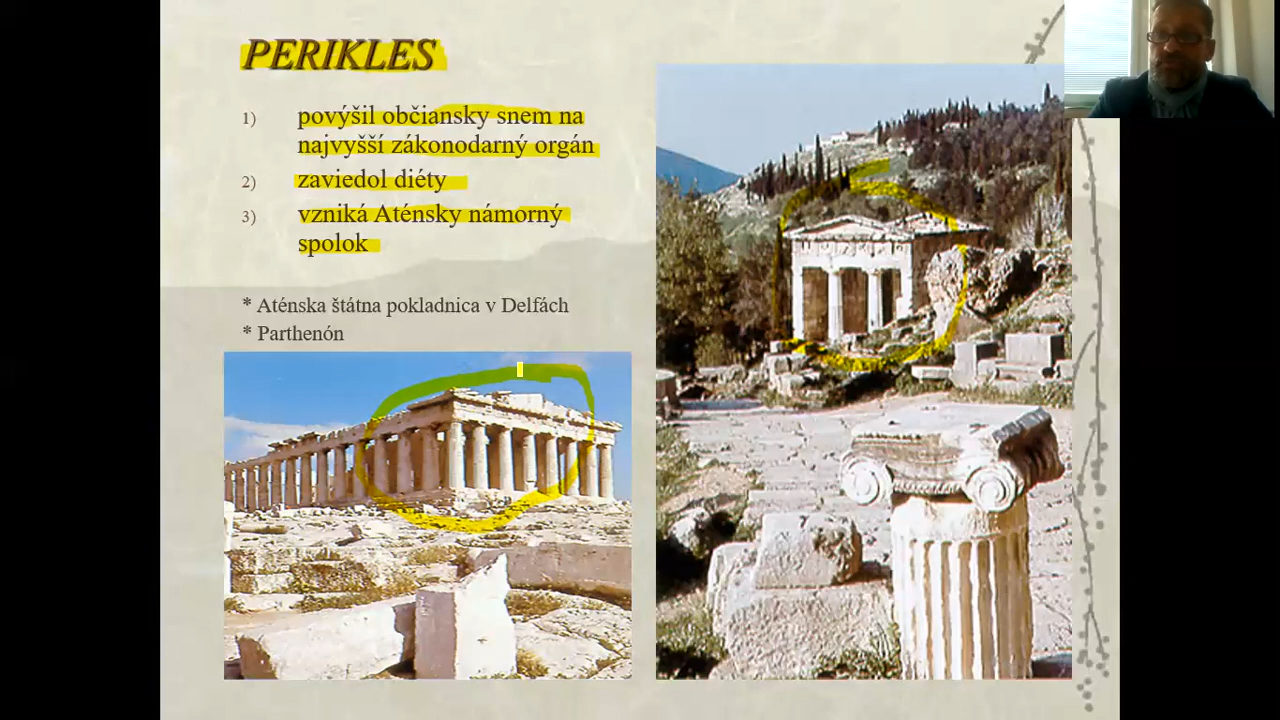 PERIKLES
1) povýšil občiansky snem na
najvyšší zákonodarný orgán
2) zaviedol diéty
3) vzniká Aténsky námorný
spolok
* Aténska štátna pokladnica v Delfách
* Parthenón